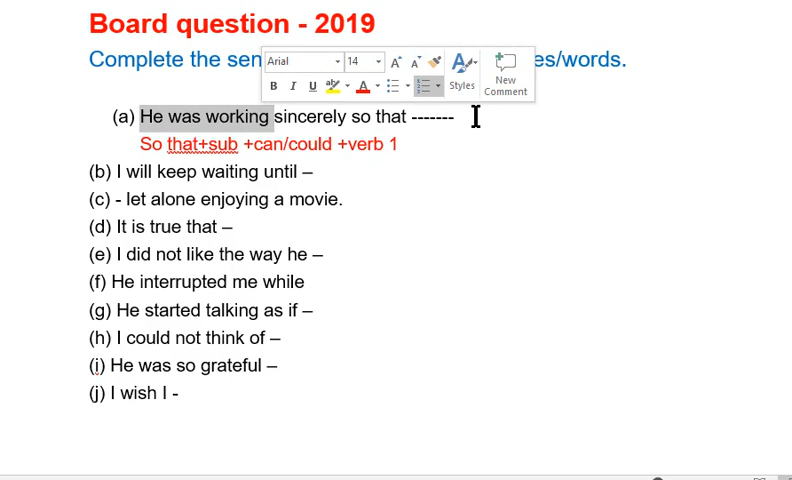 Board question - 2019
Complete the sen es/words.
Arial 14
New
B I U Styles Comment
(a) He was working sincerely so that -------
So that+sub +can/could +verb 1
(b) I will keep waiting until –
(c) - let alone enjoying a movie.
(d) It is true that –
(e) I did not like the way he –
(f) He interrupted me while
(g) He started talking as if –
(h) I could not think of –
(i) He was so grateful –
(j) I wish I -